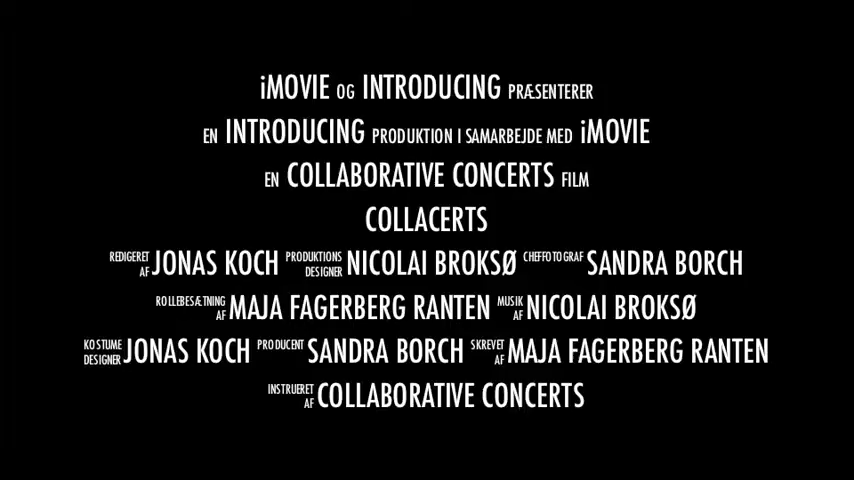 iMOVIE OG INTRODUCING PRÆSENTERER
EN INTRODUCING PRODUKTION I SAMARBEJDE MED iMOVIE
EN COLLABORATIVE CONCERTS FILM
COLLACERTS
REDIGERET AF JONAS KOCH PRODUKTIONS DESIGNER NICOLAI BROKSØ CHEFFOTOGRAF SANDRA BORCH
ROLLEBESÆTNING AF MAJA FAGERBERG RANTEN MUSIK AF NICOLAI BROKSØ
KOSTUME DESIGNER JONAS KOCH PRODUCENT SANDRA BORCH SKREVET AF MAJA FAGERBERG RANTEN
INSTRUERET AF COLLABORATIVE CONCERTS